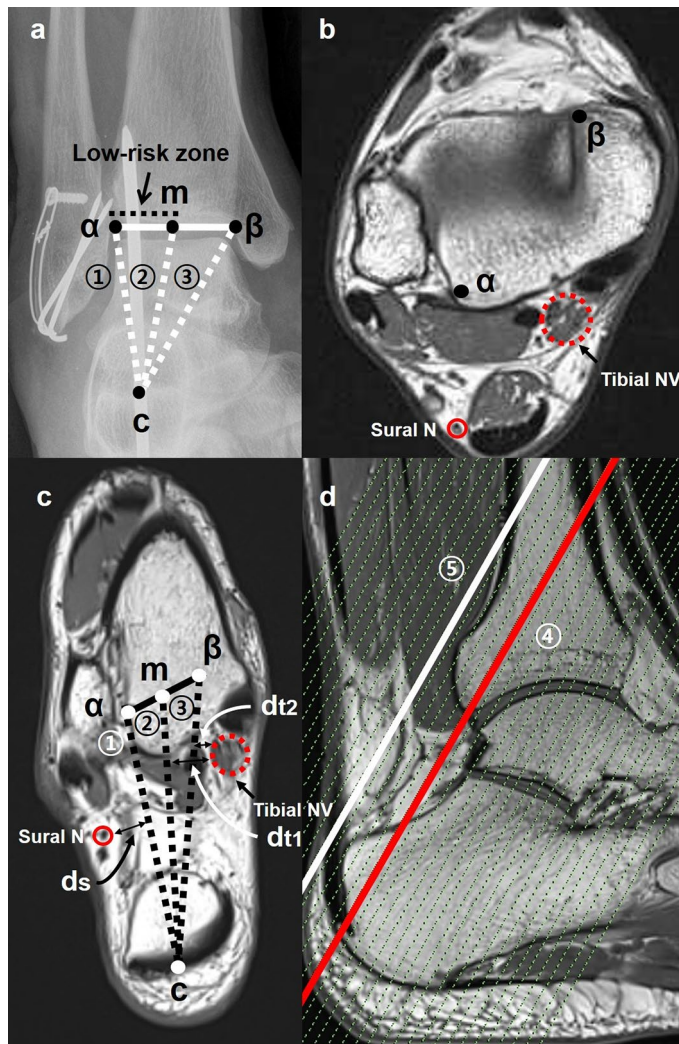 a
Low-risk zone
m
α
β
①
②
③
c
b
β
α
Tibial NV
Sural N
c
β
m
α
③
②
①
dt2
Tibial NV
Sural N
dt1
ds
c
d
⑤
④